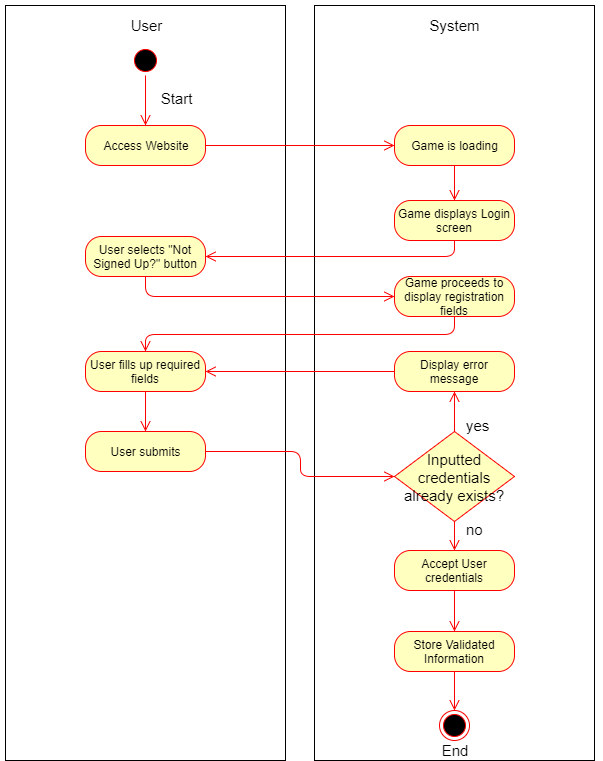 User
System
Start
Access Website
Game is loading
Game displays Login
screen
User selects "Not
Signed Up?" button
Game proceeds to
display registration
fields
User fills up required
fields
Display error
message
yes
User submits
Inputted
credentials
already exists?
no
Accept User
credentials
Store Validated
Information
End